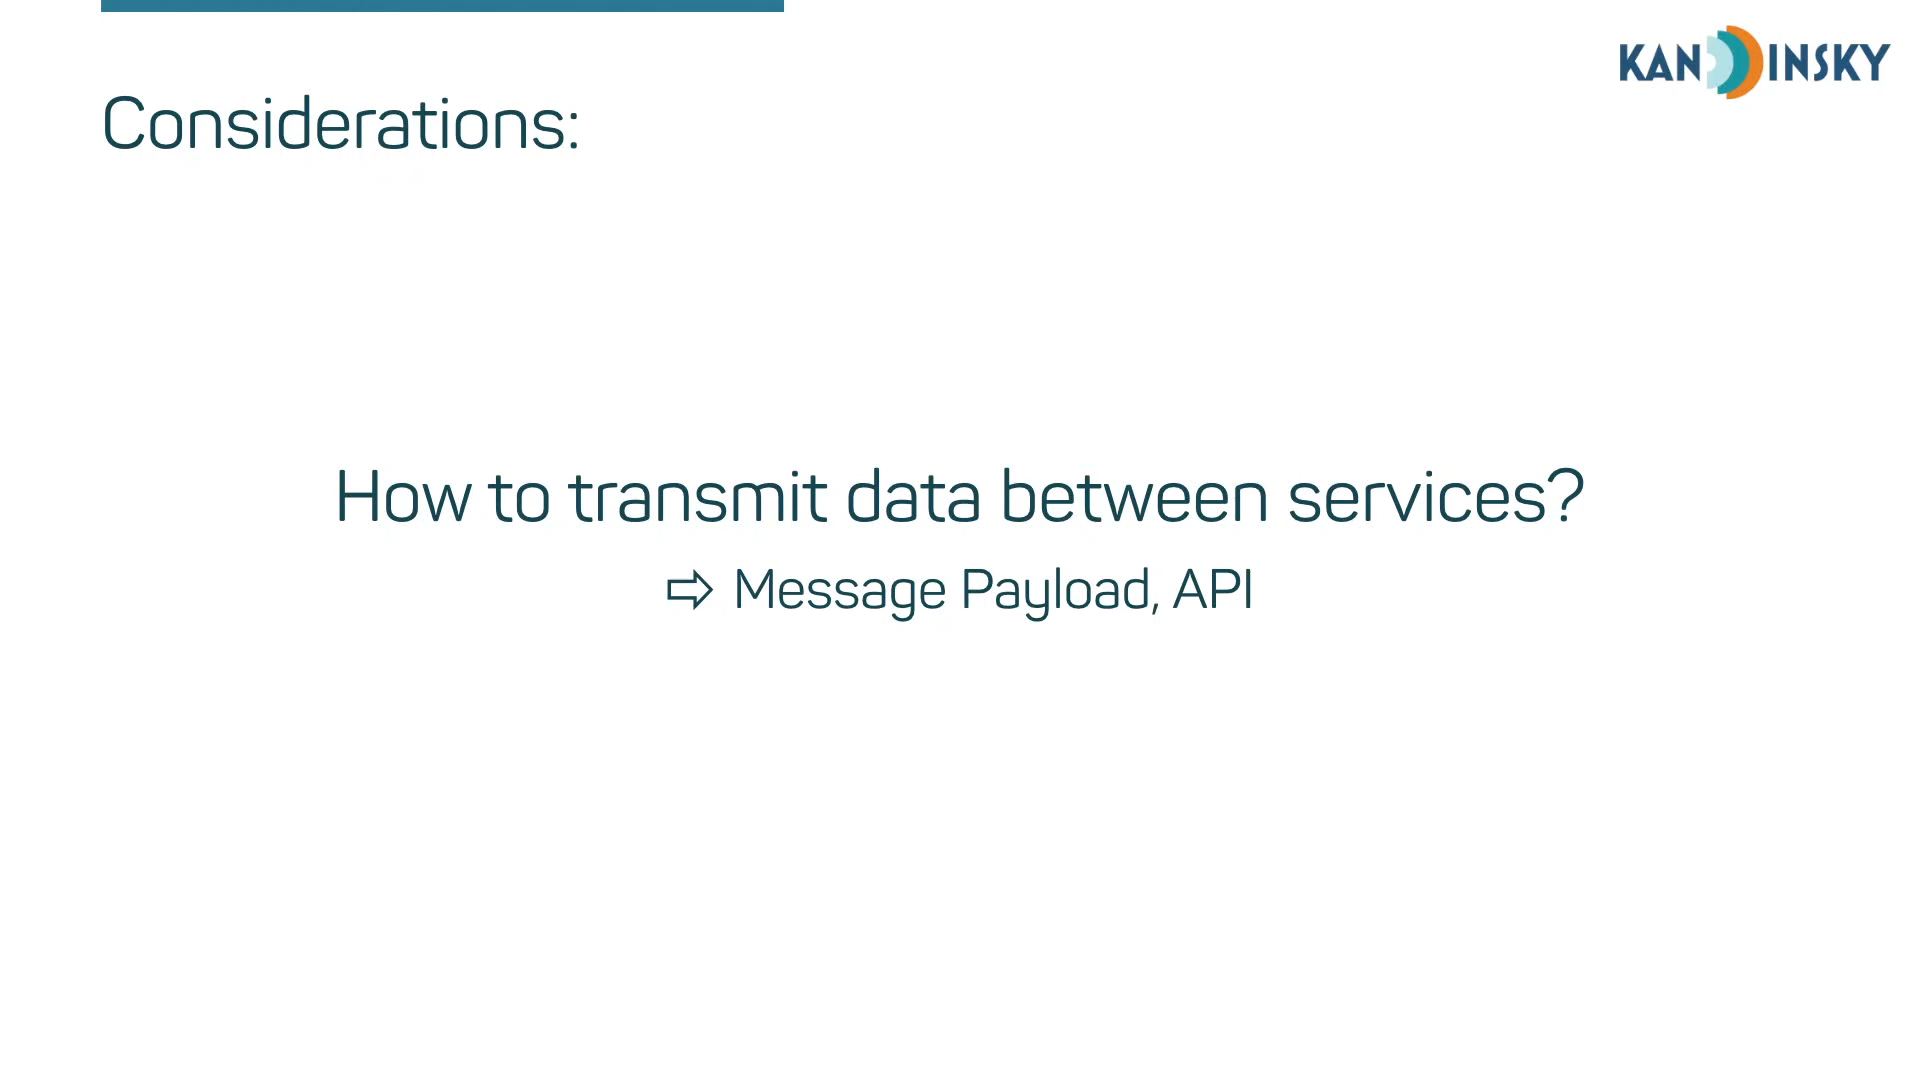 KANDINSKY
Considerations:
How to transmit data between services?
⇨ Message Payload, API